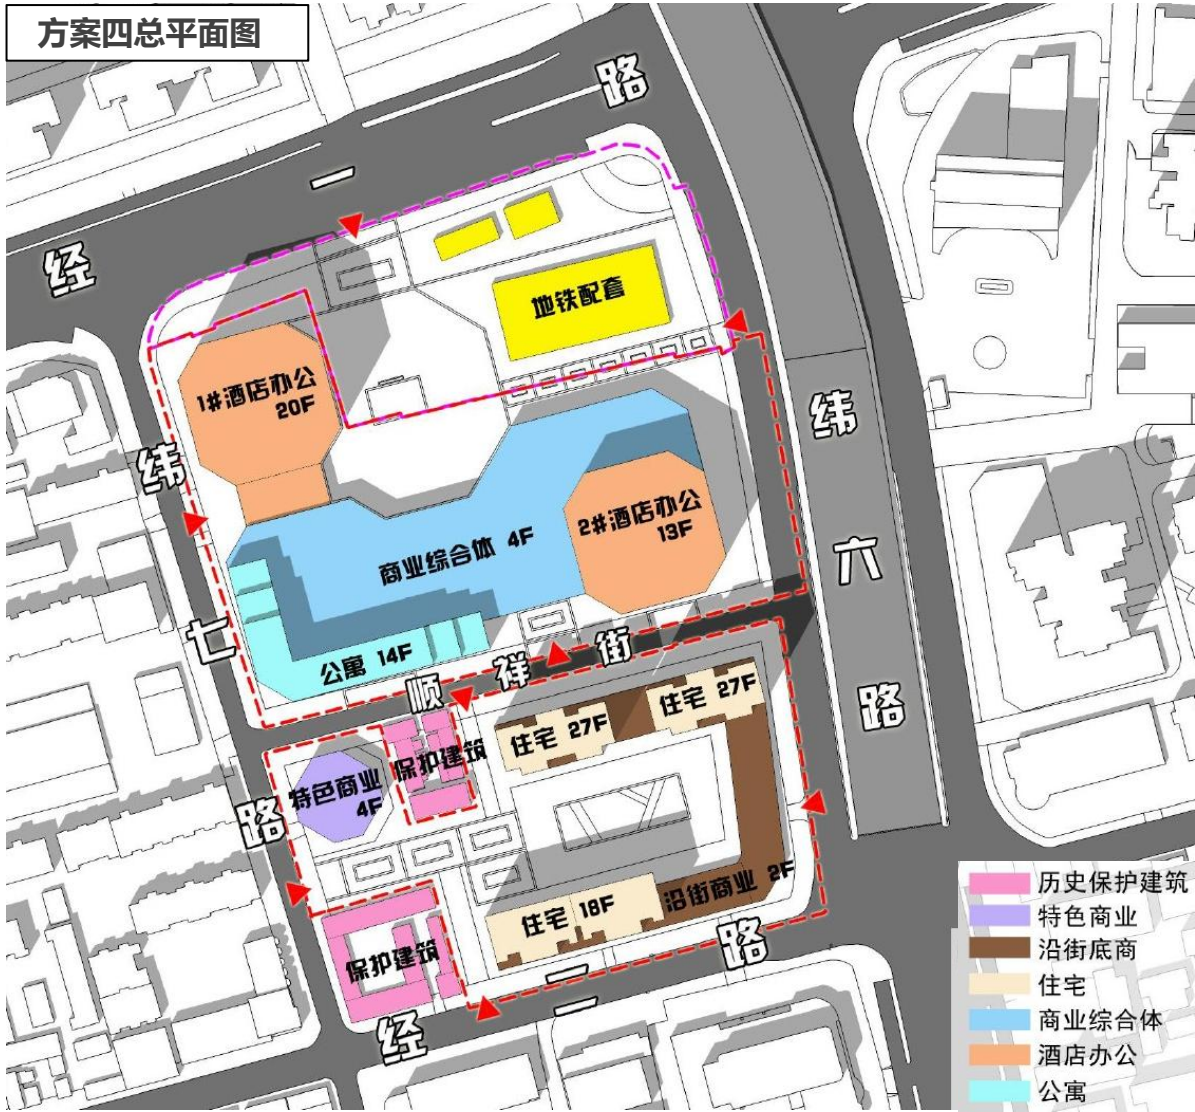 方案四总平面图
经一路
地铁配套
1#酒店办公
20F
纬六路
纬七路
2#酒店办公
13F
商业综合体 4F
公寓 14F
顺祥街
住宅 27F
住宅 27F
保护建筑
特色商业
4F
沿街商业 2F
住宅 18F
保护建筑
经二路
历史保护建筑
特色商业
沿街底商
住宅
商业综合体
酒店办公
公寓